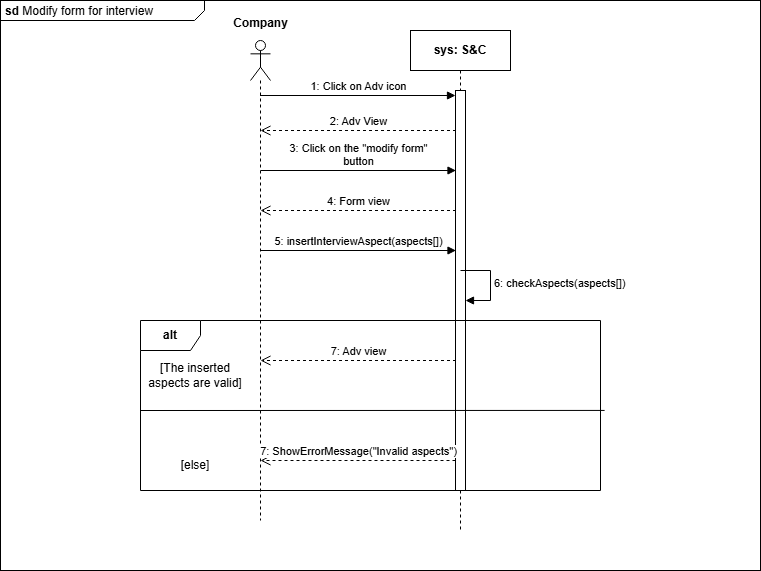 sd Modify form for interview
Company
sys: S&C
1: Click on Adv icon
2: Adv View
3: Click on the "modify form"
button
4: Form view
5: insertInterviewAspect(aspects[])
6: checkAspects(aspects[])
alt
7: Adv view
[The inserted
aspects are valid]
7: ShowErrorMessage("Invalid aspects")
[else]